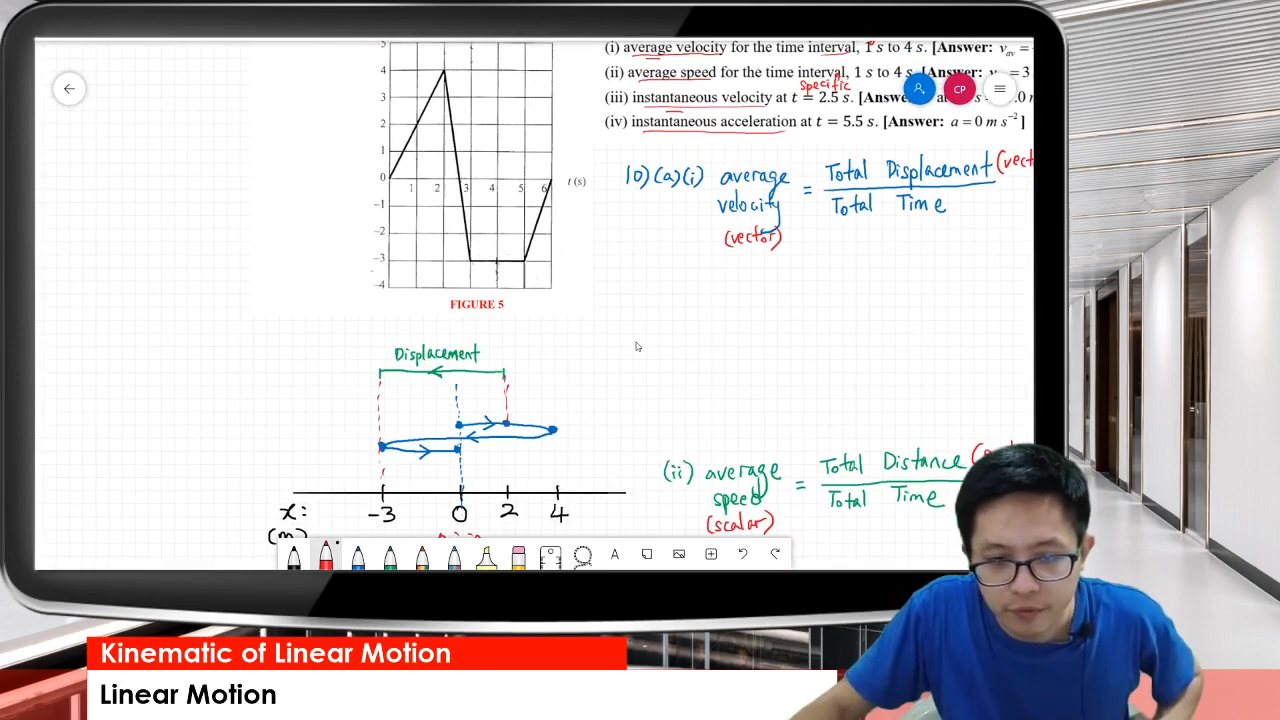 (i) average velocity for the time interval, 1 s to 4 s. [Answer: v_av =
(ii) average speed for the time interval, 1 s to 4 s. [Answer: = 3
specific
(iii) instantaneous velocity at t = 2.5 s.
(iv) instantaneous acceleration at t = 5.5 s. [Answer: a = 0 m s⁻²]
CP
5
4
3
2
1
0
−1
−2
−3
−4
1 2 3 4 5 6 t (s)
FIGURE 5
10) (a) (i) average velocity = Total Displacement (vect
Total Time
(vector)
Displacement
x: −3 0 2 4
(m)
(ii) average speed = Total Distance
Total Time
(scalar)
A
Kinematic of Linear Motion
Linear Motion